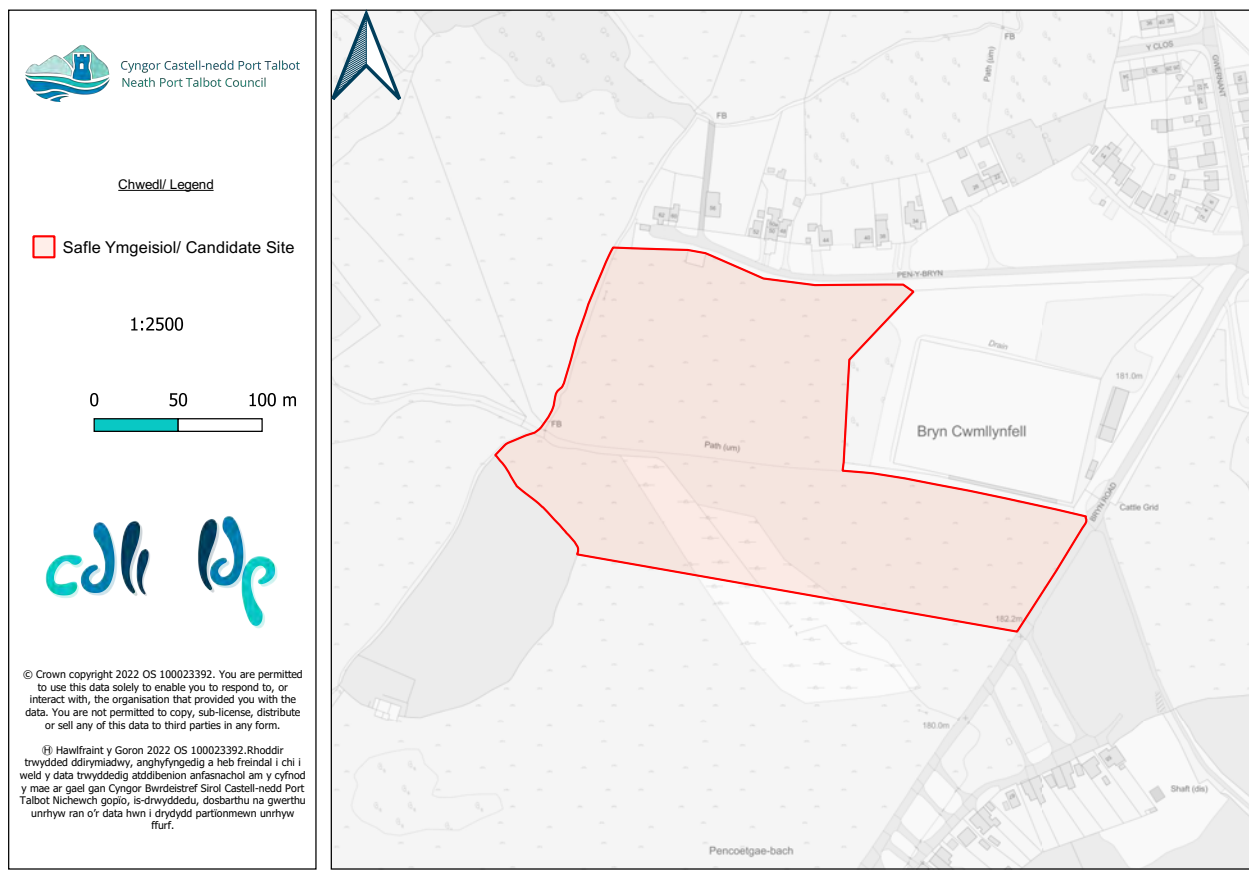 Cyngor Castell-nedd Port Talbot
Neath Port Talbot Council
Chwedl/ Legend
Safle Ymgeisiol/ Candidate Site
1:2500
0 50 100 m
cdll ldp
© Crown copyright 2022 OS 100023392. You are permitted
to use this data solely to enable you to respond to, or
interact with, the organisation that provided you with the
data. You are not permitted to copy, sub-license, distribute
or sell any of this data to third parties in any form.
Ⓗ Hawlfraint y Goron 2022 OS 100023392.Rhoddir
trwydded ddirymiadwy, anghyfyngedig a heb freindal i chi i
weld y data trwyddedig atddibenion anfasnachol am y cyfnod
y mae ar gael gan Cyngor Bwrdeistref Sirol Castell-nedd Port
Talbot Nichewch gopïo, is-drwyddedu, dosbarthu na gwerthu
unrhyw ran o'r data hwn i drydydd partïonmewn unrhyw
ffurf.
FB
Path (um)
Y CLOS
GWERNANT
FB
PEN-Y-BRYN
Drain
181.0m
Bryn Cwmllynfell
FB
Path (um)
BRYN ROAD
Cattle Grid
182.2m
180.0m
Shaft (dis)
Pencoetgae-bach